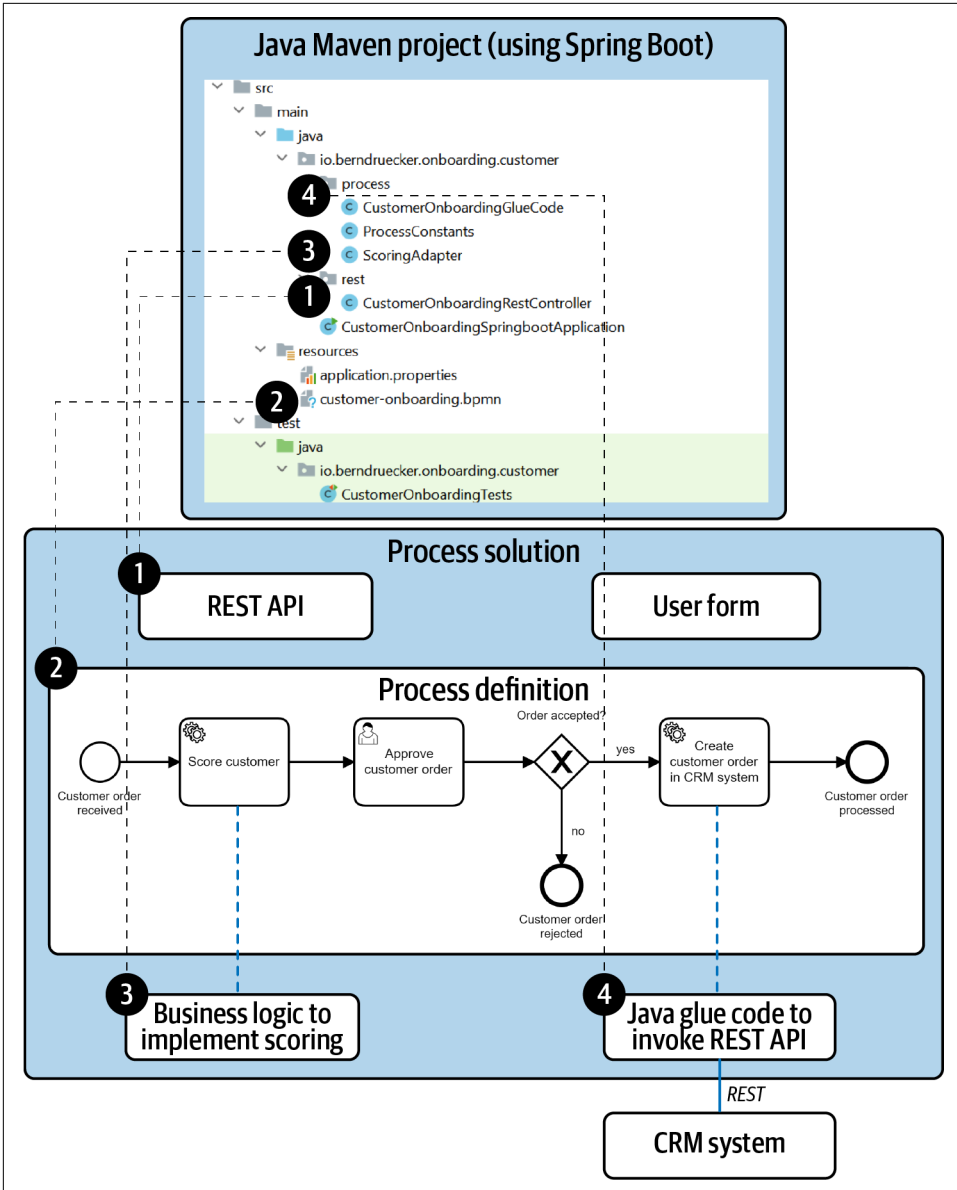 Java Maven project (using Spring Boot)
src
main
java
io.berndruecker.onboarding.customer
process
4
CustomerOnboardingGlueCode
ProcessConstants
3
ScoringAdapter
rest
1
CustomerOnboardingRestController
CustomerOnboardingSpringbootApplication
resources
application.properties
2
customer-onboarding.bpmn
test
java
io.berndruecker.onboarding.customer
CustomerOnboardingTests
Process solution
1
REST API
User form
2
Process definition
Order accepted?
Score customer
Approve
customer order
X
yes
Create
customer order
in CRM system
Customer order
received
Customer order
processed
no
Customer order
rejected
3
Business logic to
implement scoring
4
Java glue code to
invoke REST API
REST
CRM system